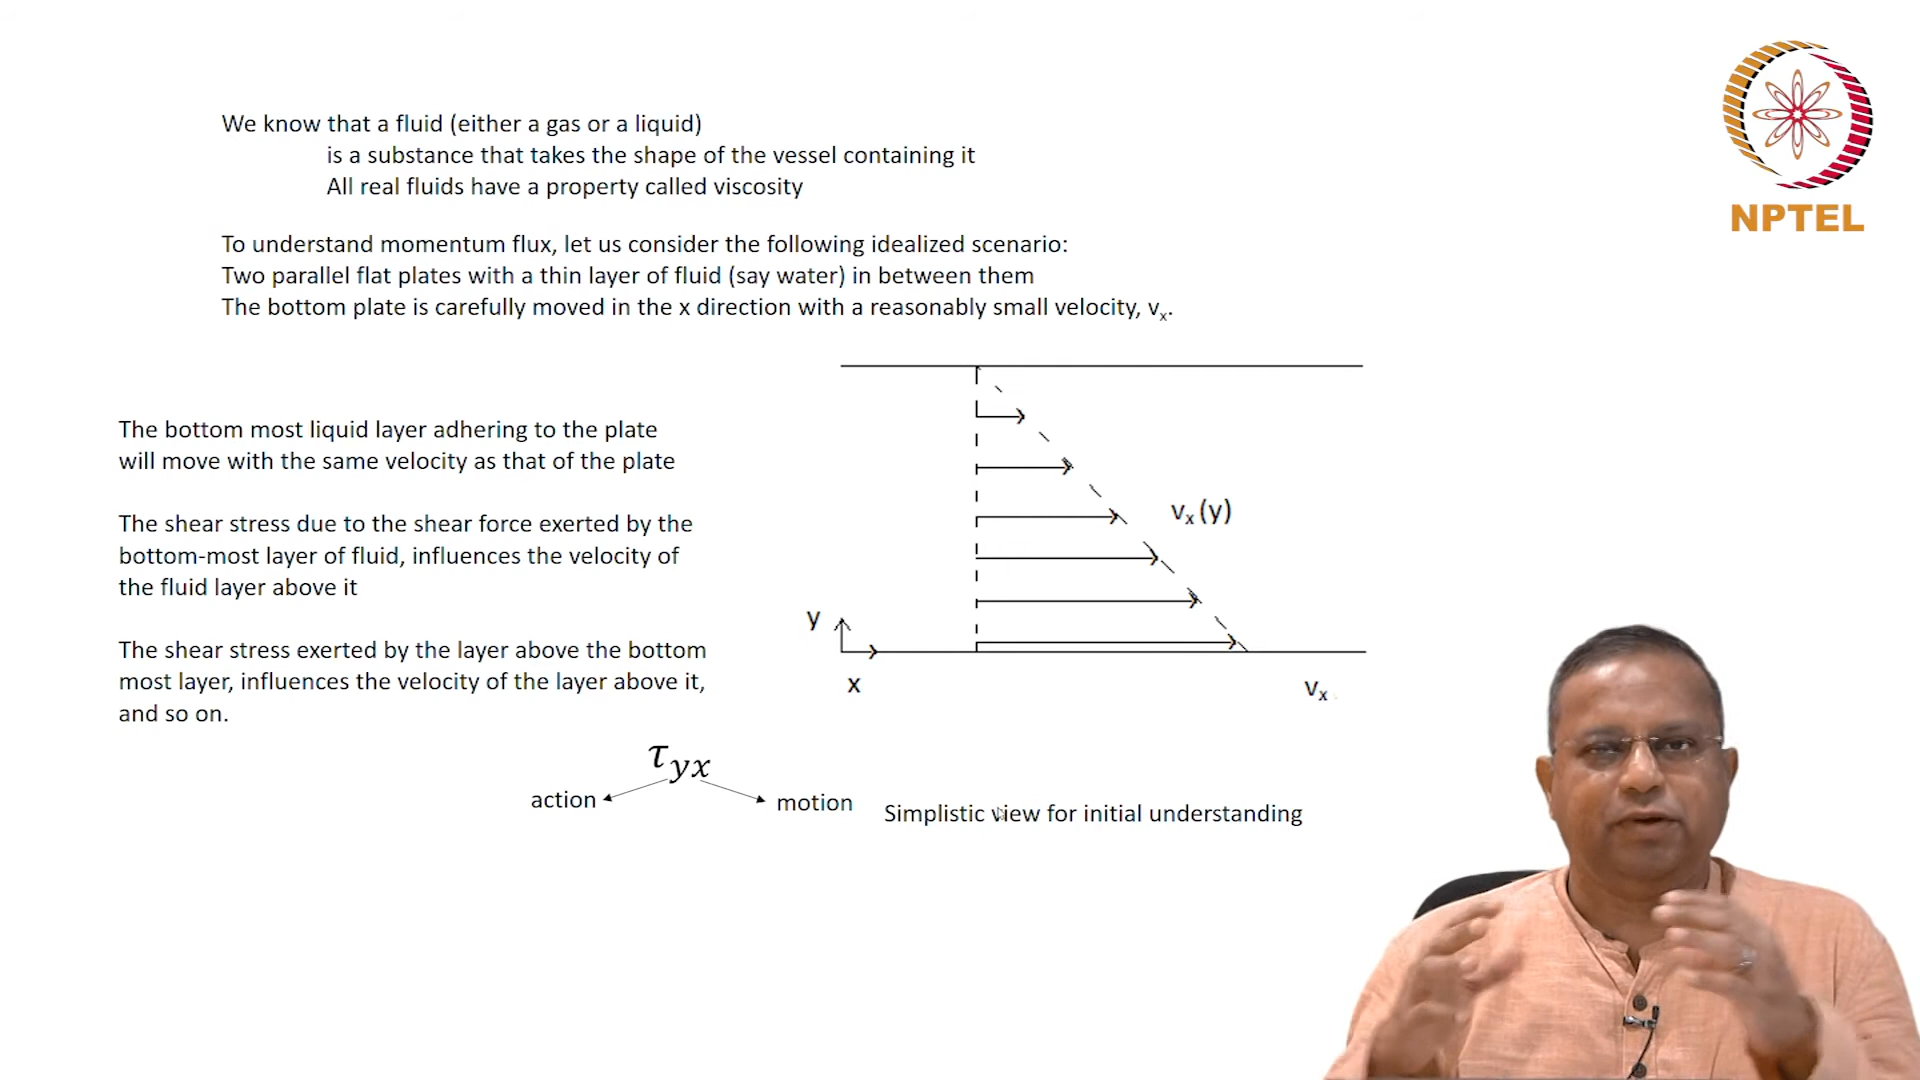 We know that a fluid (either a gas or a liquid)
is a substance that takes the shape of the vessel containing it
All real fluids have a property called viscosity
NPTEL
To understand momentum flux, let us consider the following idealized scenario:
Two parallel flat plates with a thin layer of fluid (say water) in between them
The bottom plate is carefully moved in the x direction with a reasonably small velocity, vₓ.
The bottom most liquid layer adhering to the plate
will move with the same velocity as that of the plate
The shear stress due to the shear force exerted by the
bottom-most layer of fluid, influences the velocity of
the fluid layer above it
The shear stress exerted by the layer above the bottom
most layer, influences the velocity of the layer above it,
and so on.
vₓ(y)
y
x
vₓ
τyx
action
motion
Simplistic view for initial understanding